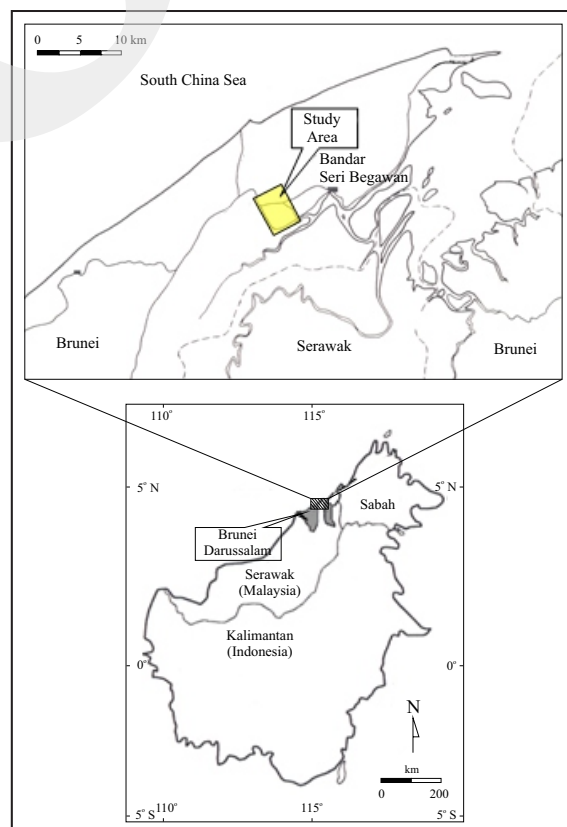 0 5 10 km
South China Sea
Study
Area
Bandar
Seri Begawan
Brunei
Serawak
Brunei
110° 115°
5° N
5° N
Sabah
Brunei
Darussalam
Serawak
(Malaysia)
Kalimantan
(Indonesia)
0°
0°
N
km
0 200
5° S
5° S
110° 115°